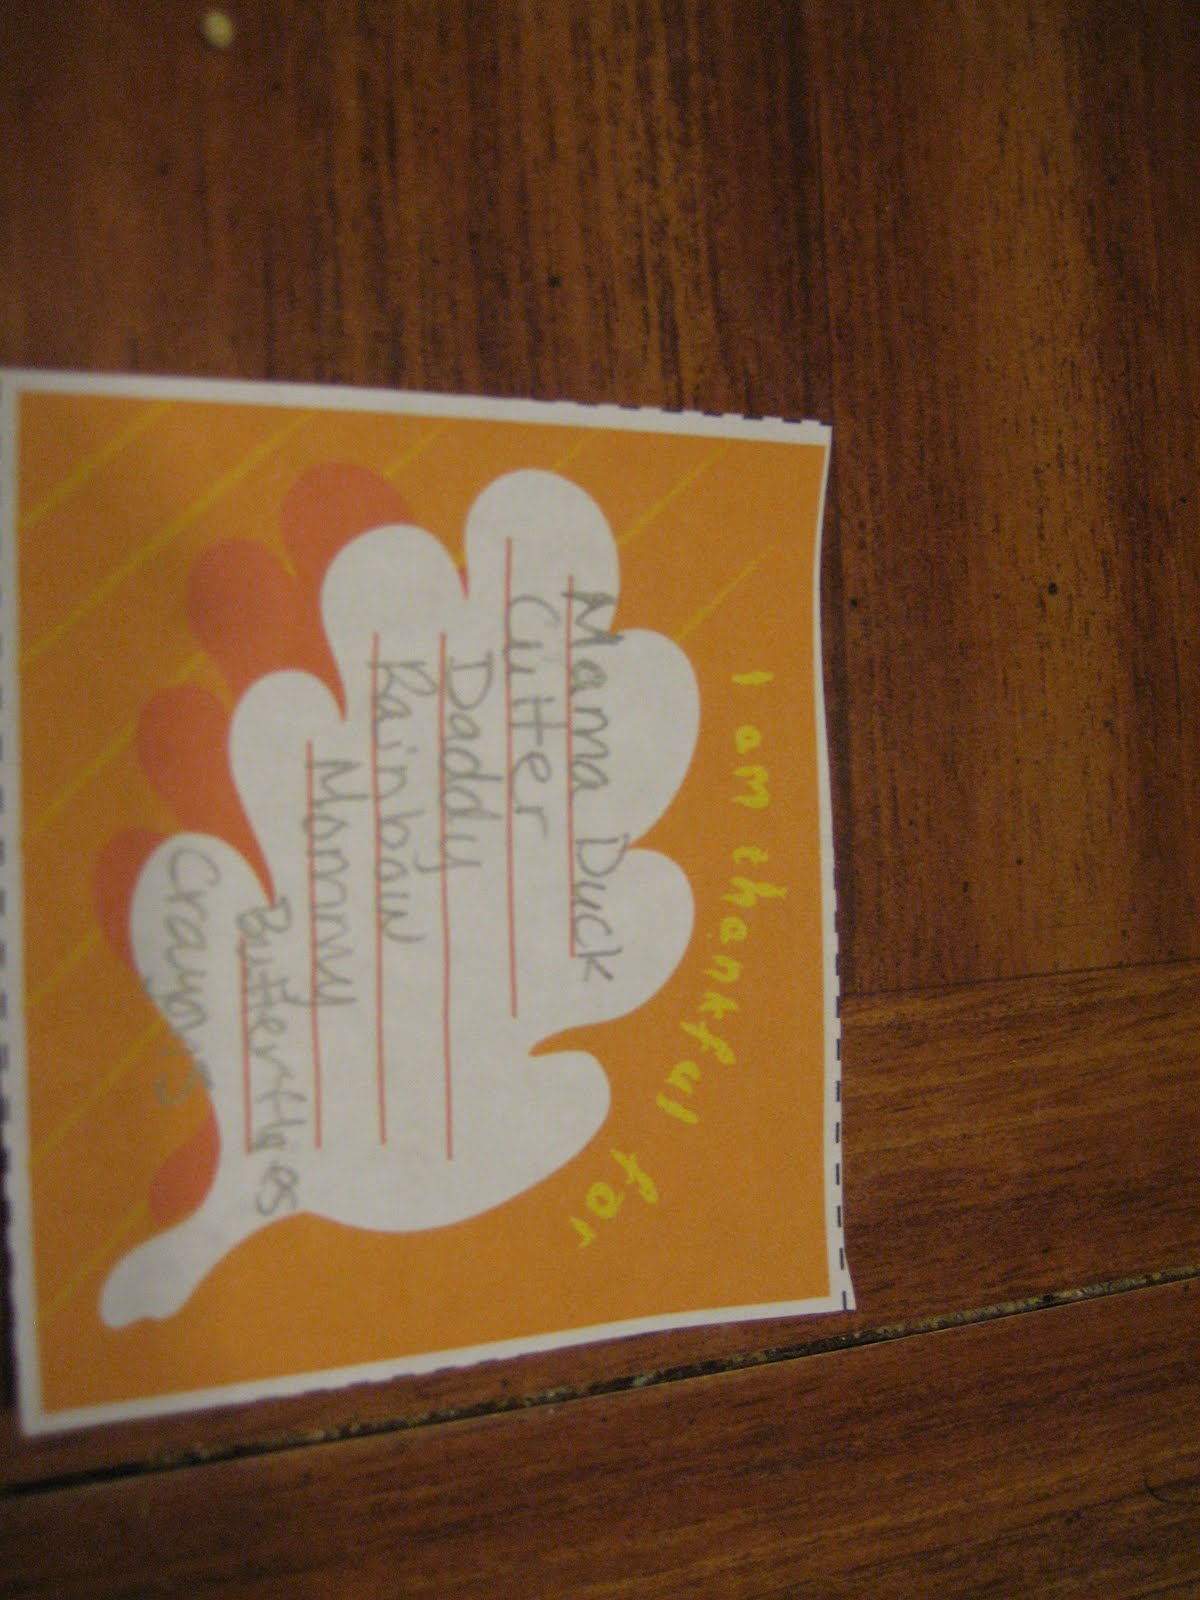 I am thankful for
Mama Duck
Cutter
Daddy
Rainbow
Mommy
Butterflies
Crayons